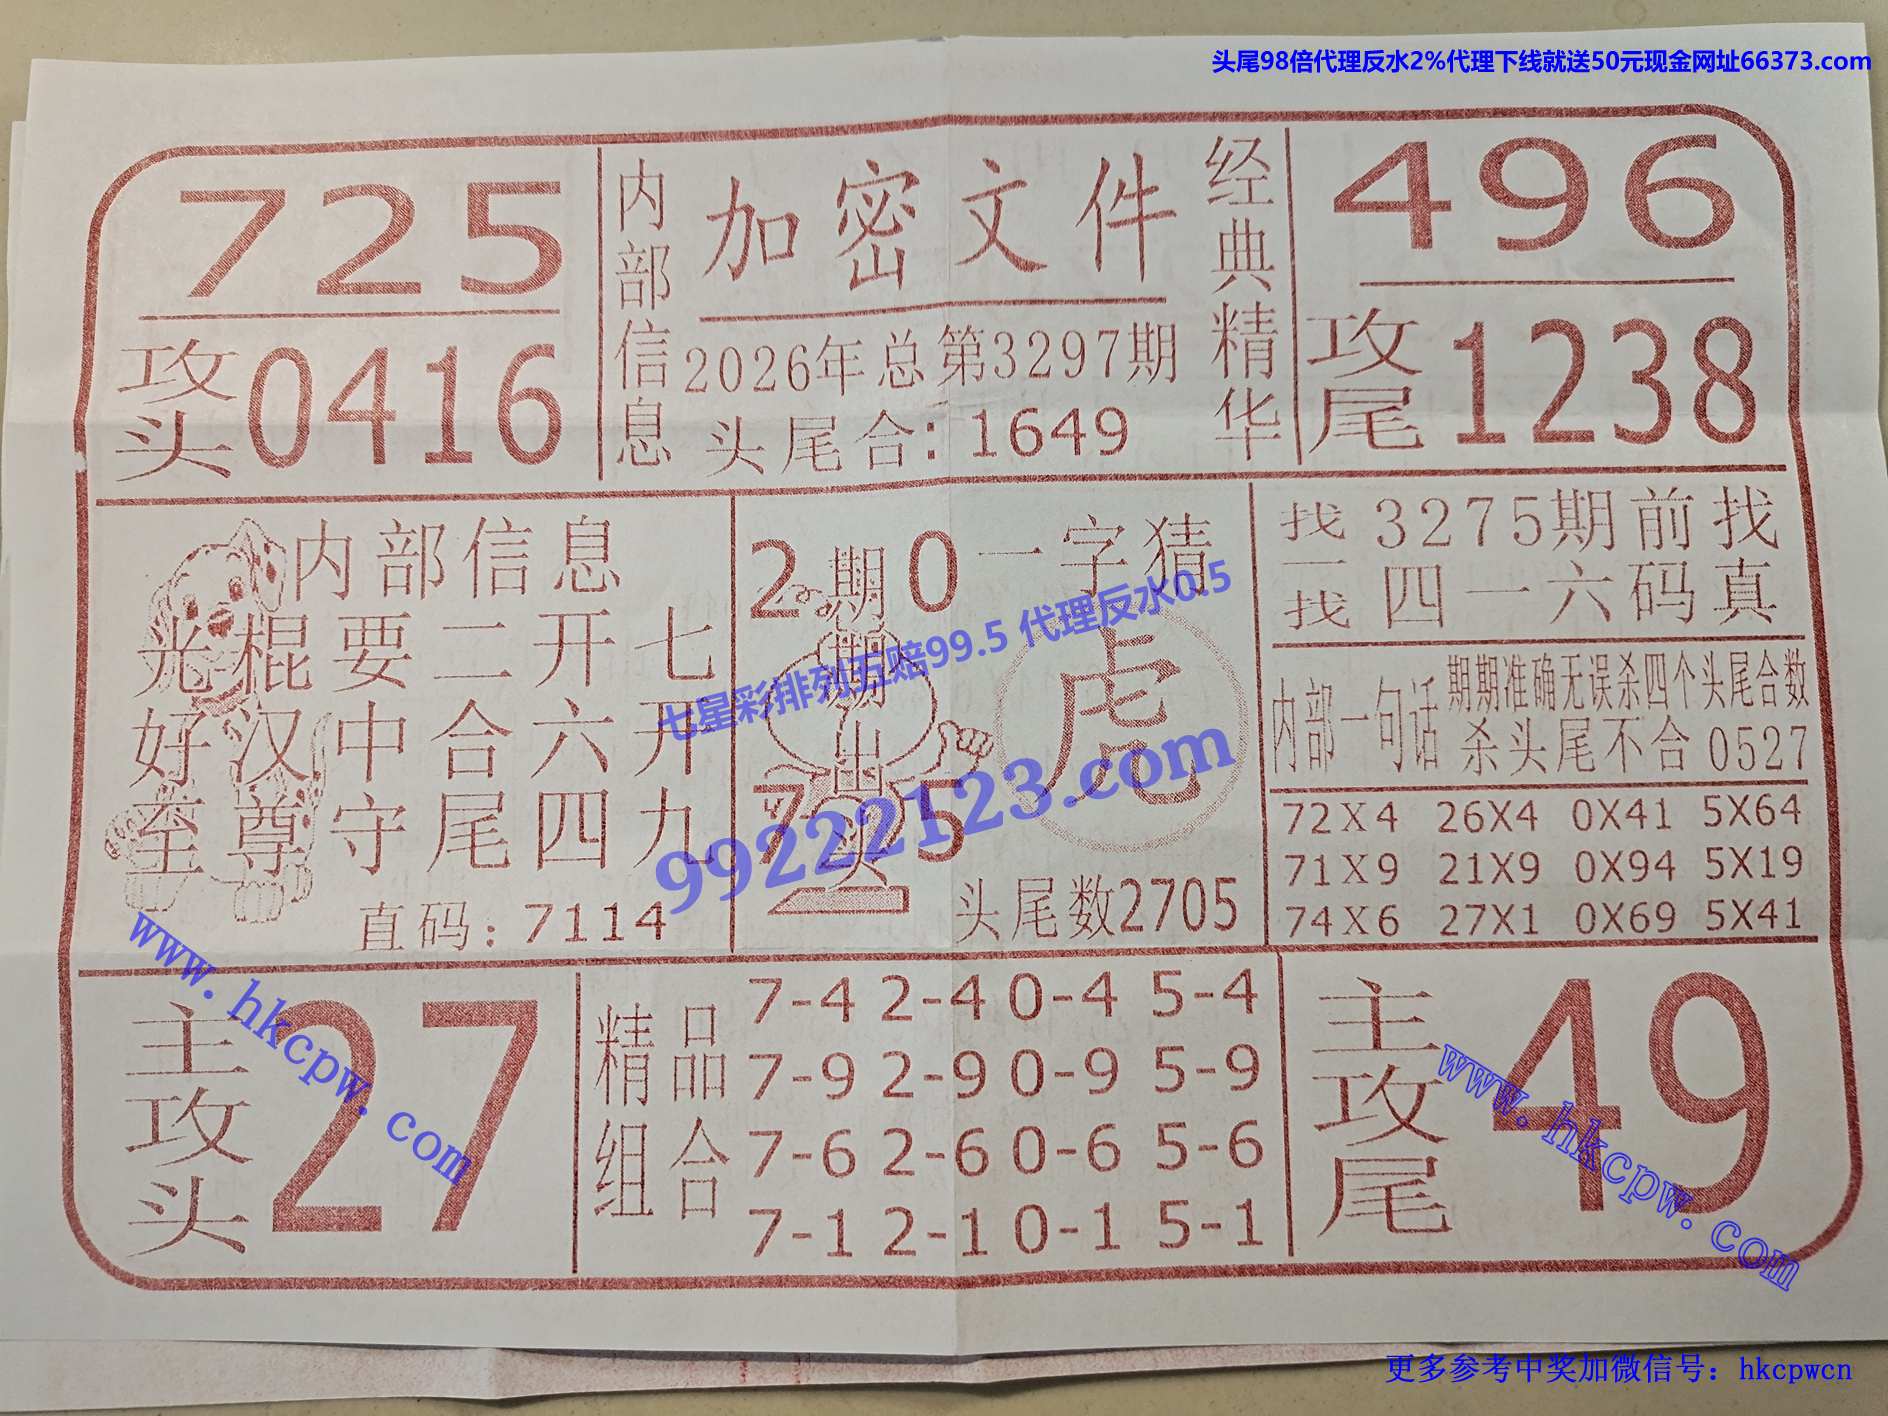 头尾98倍代理反水2%代理下线就送50元现金网址66373.com
725
攻头0416
内部信息
加密文件
2026年总第3297期
头尾合：1649
经典精华
496
攻尾1238
内部信息
光棍要二开七
好汉中合六开
至尊守尾四九
直码：7114
2期0
期
出
7 5
头
一字猜
虎
头尾数2705
找一找
3275期前找
四一六码真
内部一句话
期期准确无误杀四个头尾合数
杀头尾不合0527
72X4 26X4 0X41 5X64
71X9 21X9 0X94 5X19
74X6 27X1 0X69 5X41
七星彩排列五赔99.5 代理反水0.5
99222123.com
主攻头
27
精品组合
7-4 2-4 0-4 5-4
7-9 2-9 0-9 5-9
7-6 2-6 0-6 5-6
7-1 2-1 0-1 5-1
主攻尾
49
www.hkcpw.com
www.hkcpw.com
更多参考中奖加微信号：hkcpwcn